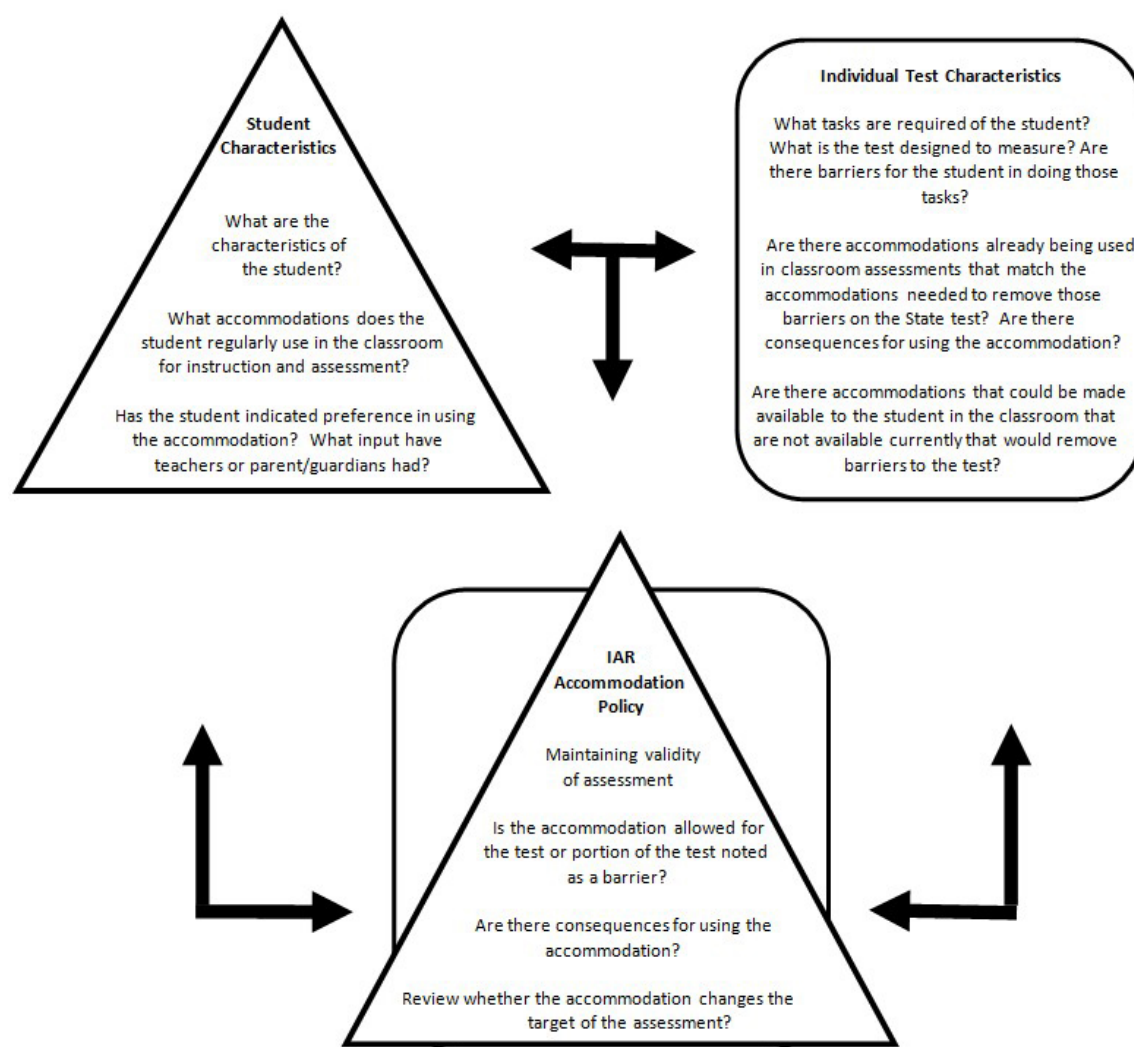 Student
Characteristics
What are the
characteristics of
the student?
What accommodations does the
student regularly use in the classroom
for instruction and assessment?
Has the student indicated preference in using
the accommodation? What input have
teachers or parent/guardians had?
Individual Test Characteristics
What tasks are required of the student?
What is the test designed to measure? Are
there barriers for the student in doing those
tasks?
Are there accommodations already being used
in classroom assessments that match the
accommodations needed to remove those
barriers on the State test? Are there
consequences for using the accommodation?
Are there accommodations that could be made
available to the student in the classroom that
are not available currently that would remove
barriers to the test?
IAR
Accommodation
Policy
Maintaining validity
of assessment
Is the accommodation allowed for
the test or portion of the test noted
as a barrier?
Are there consequences for using the
accommodation?
Review whether the accommodation changes the
target of the assessment?